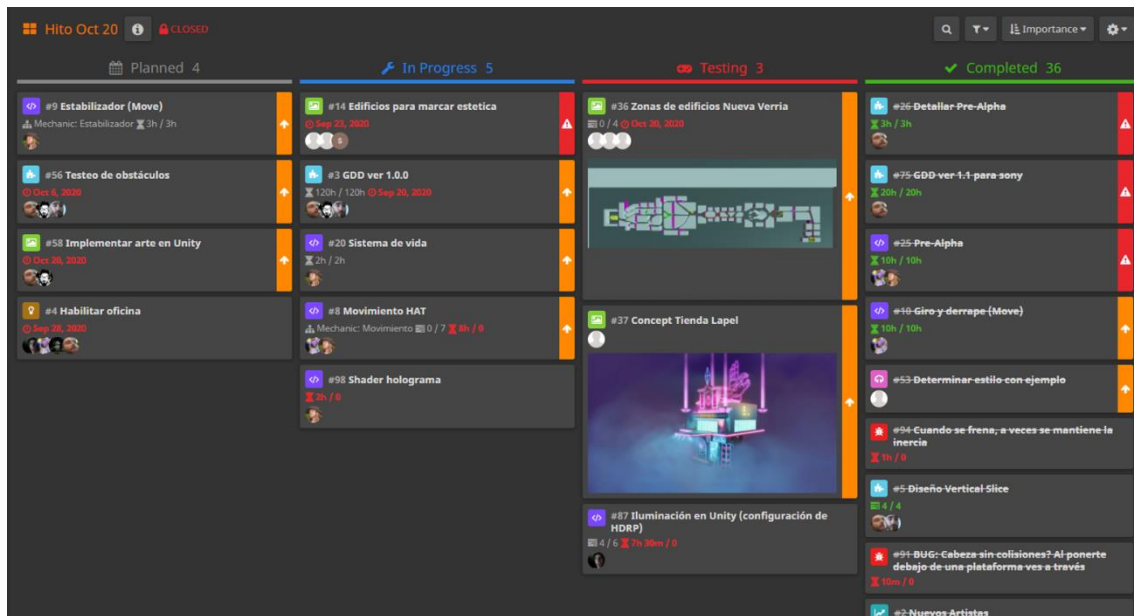 Hito Oct 20 CLOSED
Importance
Planned 4
#9 Estabilizador (Move)
Mechanic: Estabilizador 3h / 3h
#56 Testeo de obstáculos
Oct 6, 2020
#58 Implementar arte en Unity
Oct 20, 2020
#4 Habilitar oficina
Sep 28, 2020
In Progress 5
#14 Edificios para marcar estetica
Sep 23, 2020
5
#3 GDD ver 1.0.0
120h / 120h Sep 20, 2020
#20 Sistema de vida
2h / 2h
#8 Movimiento HAT
Mechanic: Movimiento 0 / 7 8h / 0
#98 Shader holograma
2h / 0
Testing 3
#36 Zonas de edificios Nueva Verria
0 / 4 Oct 20, 2020
#37 Concept Tienda Lapel
#87 Iluminación en Unity (configuración de
HDRP)
4 / 6 7h 30m / 0
Completed 36
#26 Detallar Pre-Alpha
3h / 3h
#75 GDD ver 1.1 para sony
20h / 20h
#25 Pre-Alpha
10h / 10h
#10 Giro y derrape (Move)
10h / 10h
#53 Determinar estilo con ejemplo
#94 Cuando se frena, a veces se mantiene la
inercia
1h / 0
#5 Diseño Vertical Slice
4 / 4
#91 BUG: Cabeza sin colisiones? Al ponerte
debajo de una plataforma ves a través
10m / 0
#2 Nuevos Artistas